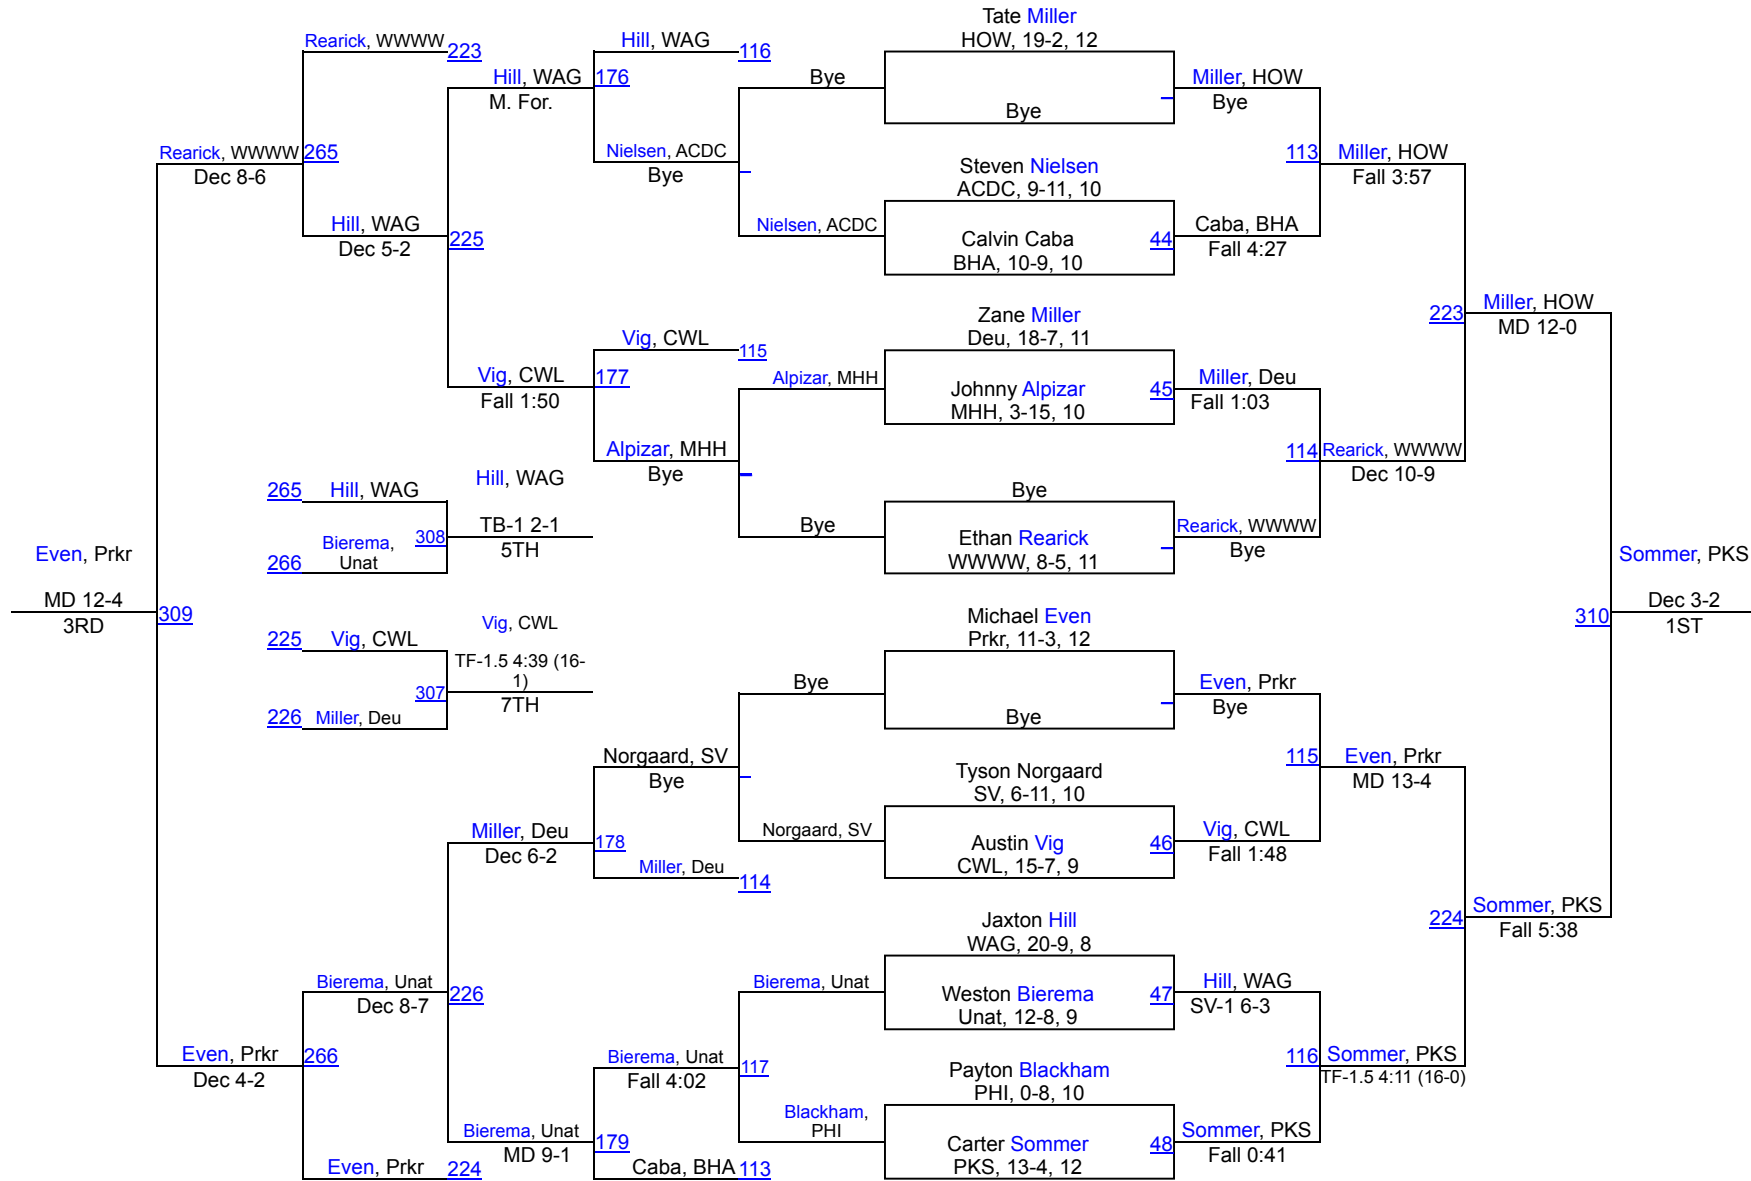 Tate Miller
HOW, 19-2, 12
Bye
Steven Nielsen
ACDC, 9-11, 10
Calvin Caba
BHA, 10-9, 10
44
Zane Miller
Deu, 18-7, 11
Johnny Alpizar
MHH, 3-15, 10
45
Bye
Ethan Rearick
WWWW, 8-5, 11
Michael Even
Prkr, 11-3, 12
Bye
Tyson Norgaard
SV, 6-11, 10
Austin Vig
CWL, 15-7, 9
46
Jaxton Hill
WAG, 20-9, 8
Weston Bierema
Unat, 12-8, 9
47
Payton Blackham
PHI, 0-8, 10
Carter Sommer
PKS, 13-4, 12
48
Miller, HOW
Bye
113
Caba, BHA
Fall 4:27
Miller, Deu
Fall 1:03
114
Rearick, WWWW
Bye
Even, Prkr
Bye
115
Vig, CWL
Fall 1:48
Hill, WAG
SV-1 6-3
116
Sommer, PKS
Fall 0:41
Miller, HOW
Fall 3:57
223
Rearick, WWWW
Dec 10-9
Even, Prkr
MD 13-4
224
Sommer, PKS
TF-1.5 4:11 (16-0)
Miller, HOW
MD 12-0
310
Sommer, PKS
Fall 5:38
Sommer, PKS
Dec 3-2
1ST
Bye
Nielsen, ACDC
Alpizar, MHH
Bye
Bye
Norgaard, SV
Bierema, Unat
117
Blackham,
PHI
Hill, WAG
116
176
Nielsen, ACDC
Bye
Vig, CWL
115
177
Alpizar, MHH
Bye
Norgaard, SV
Bye
178
Miller, Deu
114
Bierema, Unat
Fall 4:02
179
Caba, BHA
113
Hill, WAG
M. For.
225
Vig, CWL
Fall 1:50
Miller, Deu
Dec 6-2
226
Bierema, Unat
MD 9-1
Rearick, WWWW
223
265
Hill, WAG
Dec 5-2
Bierema, Unat
Dec 8-7
266
Even, Prkr
224
Rearick, WWWW
Dec 8-6
309
Even, Prkr
Dec 4-2
Even, Prkr
MD 12-4
3RD
265
Hill, WAG
308
266
Bierema,
Unat
Hill, WAG
TB-1 2-1
5TH
225
Vig, CWL
307
226
Miller, Deu
Vig, CWL
TF-1.5 4:39 (16-
1)
7TH